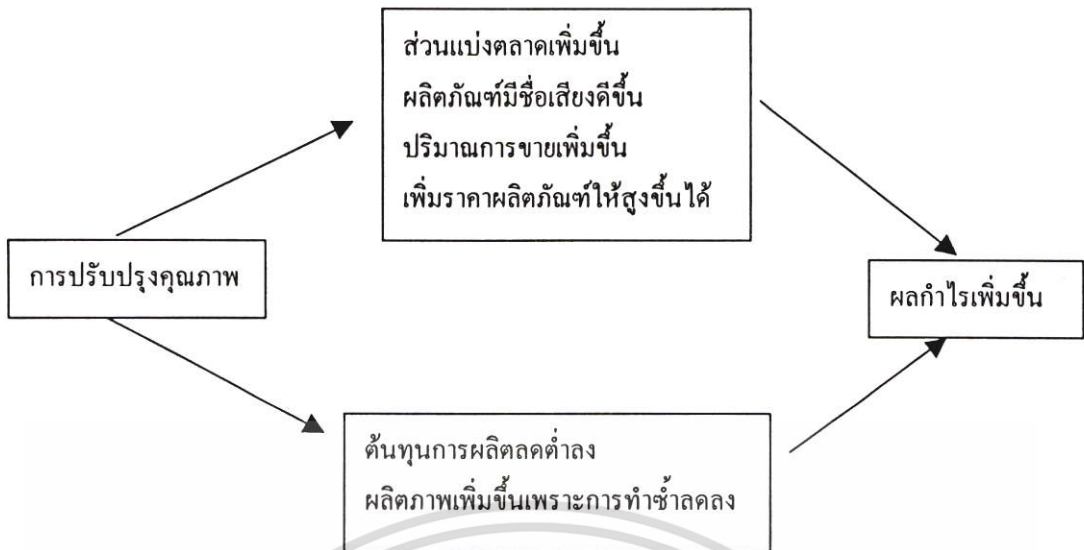 ส่วนแบ่งตลาดเพิ่มขึ้น
ผลิตภัณฑ์มีชื่อเสียงดีขึ้น
ปริมาณการขายเพิ่มขึ้น
เพิ่มราคาผลิตภัณฑ์ให้สูงขึ้นได้
การปรับปรุงคุณภาพ
ผลกำไรเพิ่มขึ้น
ต้นทุนการผลิตลดต่ำลง
ผลิตภาพเพิ่มขึ้นเพราะการทำซ้ำลดลง